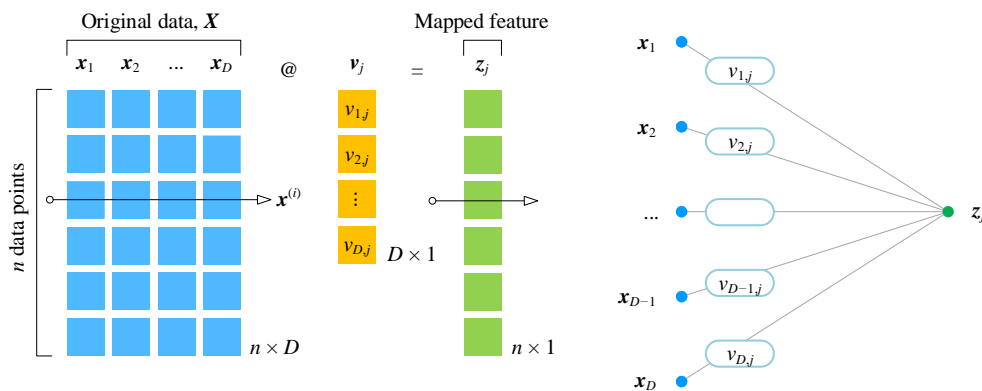 Original data, X
Mapped feature
x1 x2 ... xD @ vj = zj
v1,j
v2,j
⋮
vD,j
n data points
x(i)
n × D
D × 1
n × 1
x1
v1,j
x2
v2,j
...
zj
xD−1
vD−1,j
vD,j
xD